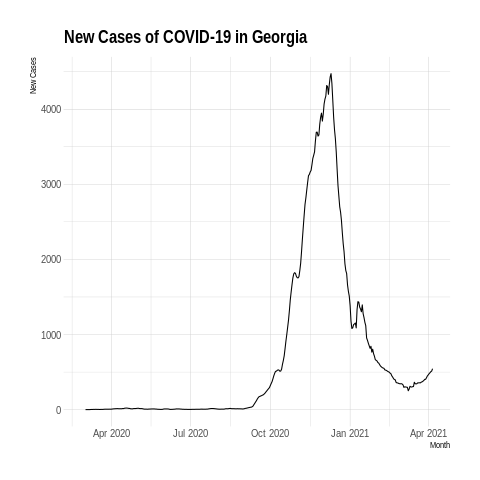 New Cases of COVID-19 in Georgia
New Cases
4000
3000
2000
1000
0
Apr 2020 Jul 2020 Oct 2020 Jan 2021 Apr 2021
Month